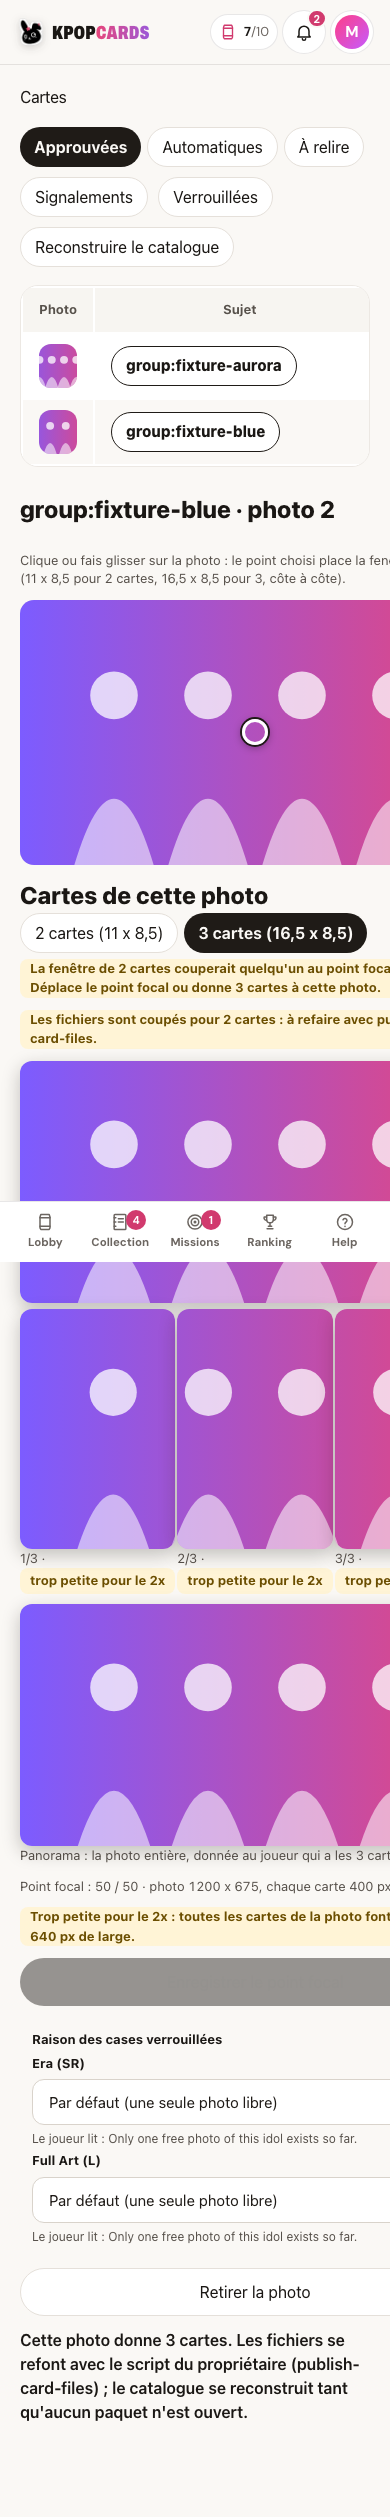 KPOPCARDS
7/10
2
M
Cartes
Approuvées
Automatiques
À relire
Signalements
Verrouillées
Reconstruire le catalogue
Photo
Sujet
group:fixture-aurora
group:fixture-blue
group:fixture-blue · photo 2
Clique ou fais glisser sur la photo : le point choisi place la
(11 x 8,5 pour 2 cartes, 16,5 x 8,5 pour 3, côte à côte).
Cartes de cette photo
2 cartes (11 x 8,5)
3 cartes (16,5 x 8,5)
La fenêtre de 2 cartes couperait quelqu'un au point
Déplace le point focal ou donne 3 cartes à cette photo.
Les fichiers sont coupés pour 2 cartes : à refaire avec
card-files.
4
1
Lobby
Collection
Missions
Ranking
Help
1/3 ·
2/3 ·
3/3 ·
trop petite pour le 2x
trop petite pour le 2x
trop
Panorama : la photo entière, donnée au joueur qui a les 3
Point focal : 50 / 50 · photo 1200 x 675, chaque carte 400 px
Trop petite pour le 2x : toutes les cartes de la photo font
640 px de large.
Raison des cases verrouillées
Era (SR)
Par défaut (une seule photo libre)
Le joueur lit : Only one free photo of this idol exists so far.
Full Art (L)
Par défaut (une seule photo libre)
Le joueur lit : Only one free photo of this idol exists so far.
Retirer la photo
Cette photo donne 3 cartes. Les fichiers se
refont avec le script du propriétaire (publish-
card-files) ; le catalogue se reconstruit tant
qu'aucun paquet n'est ouvert.